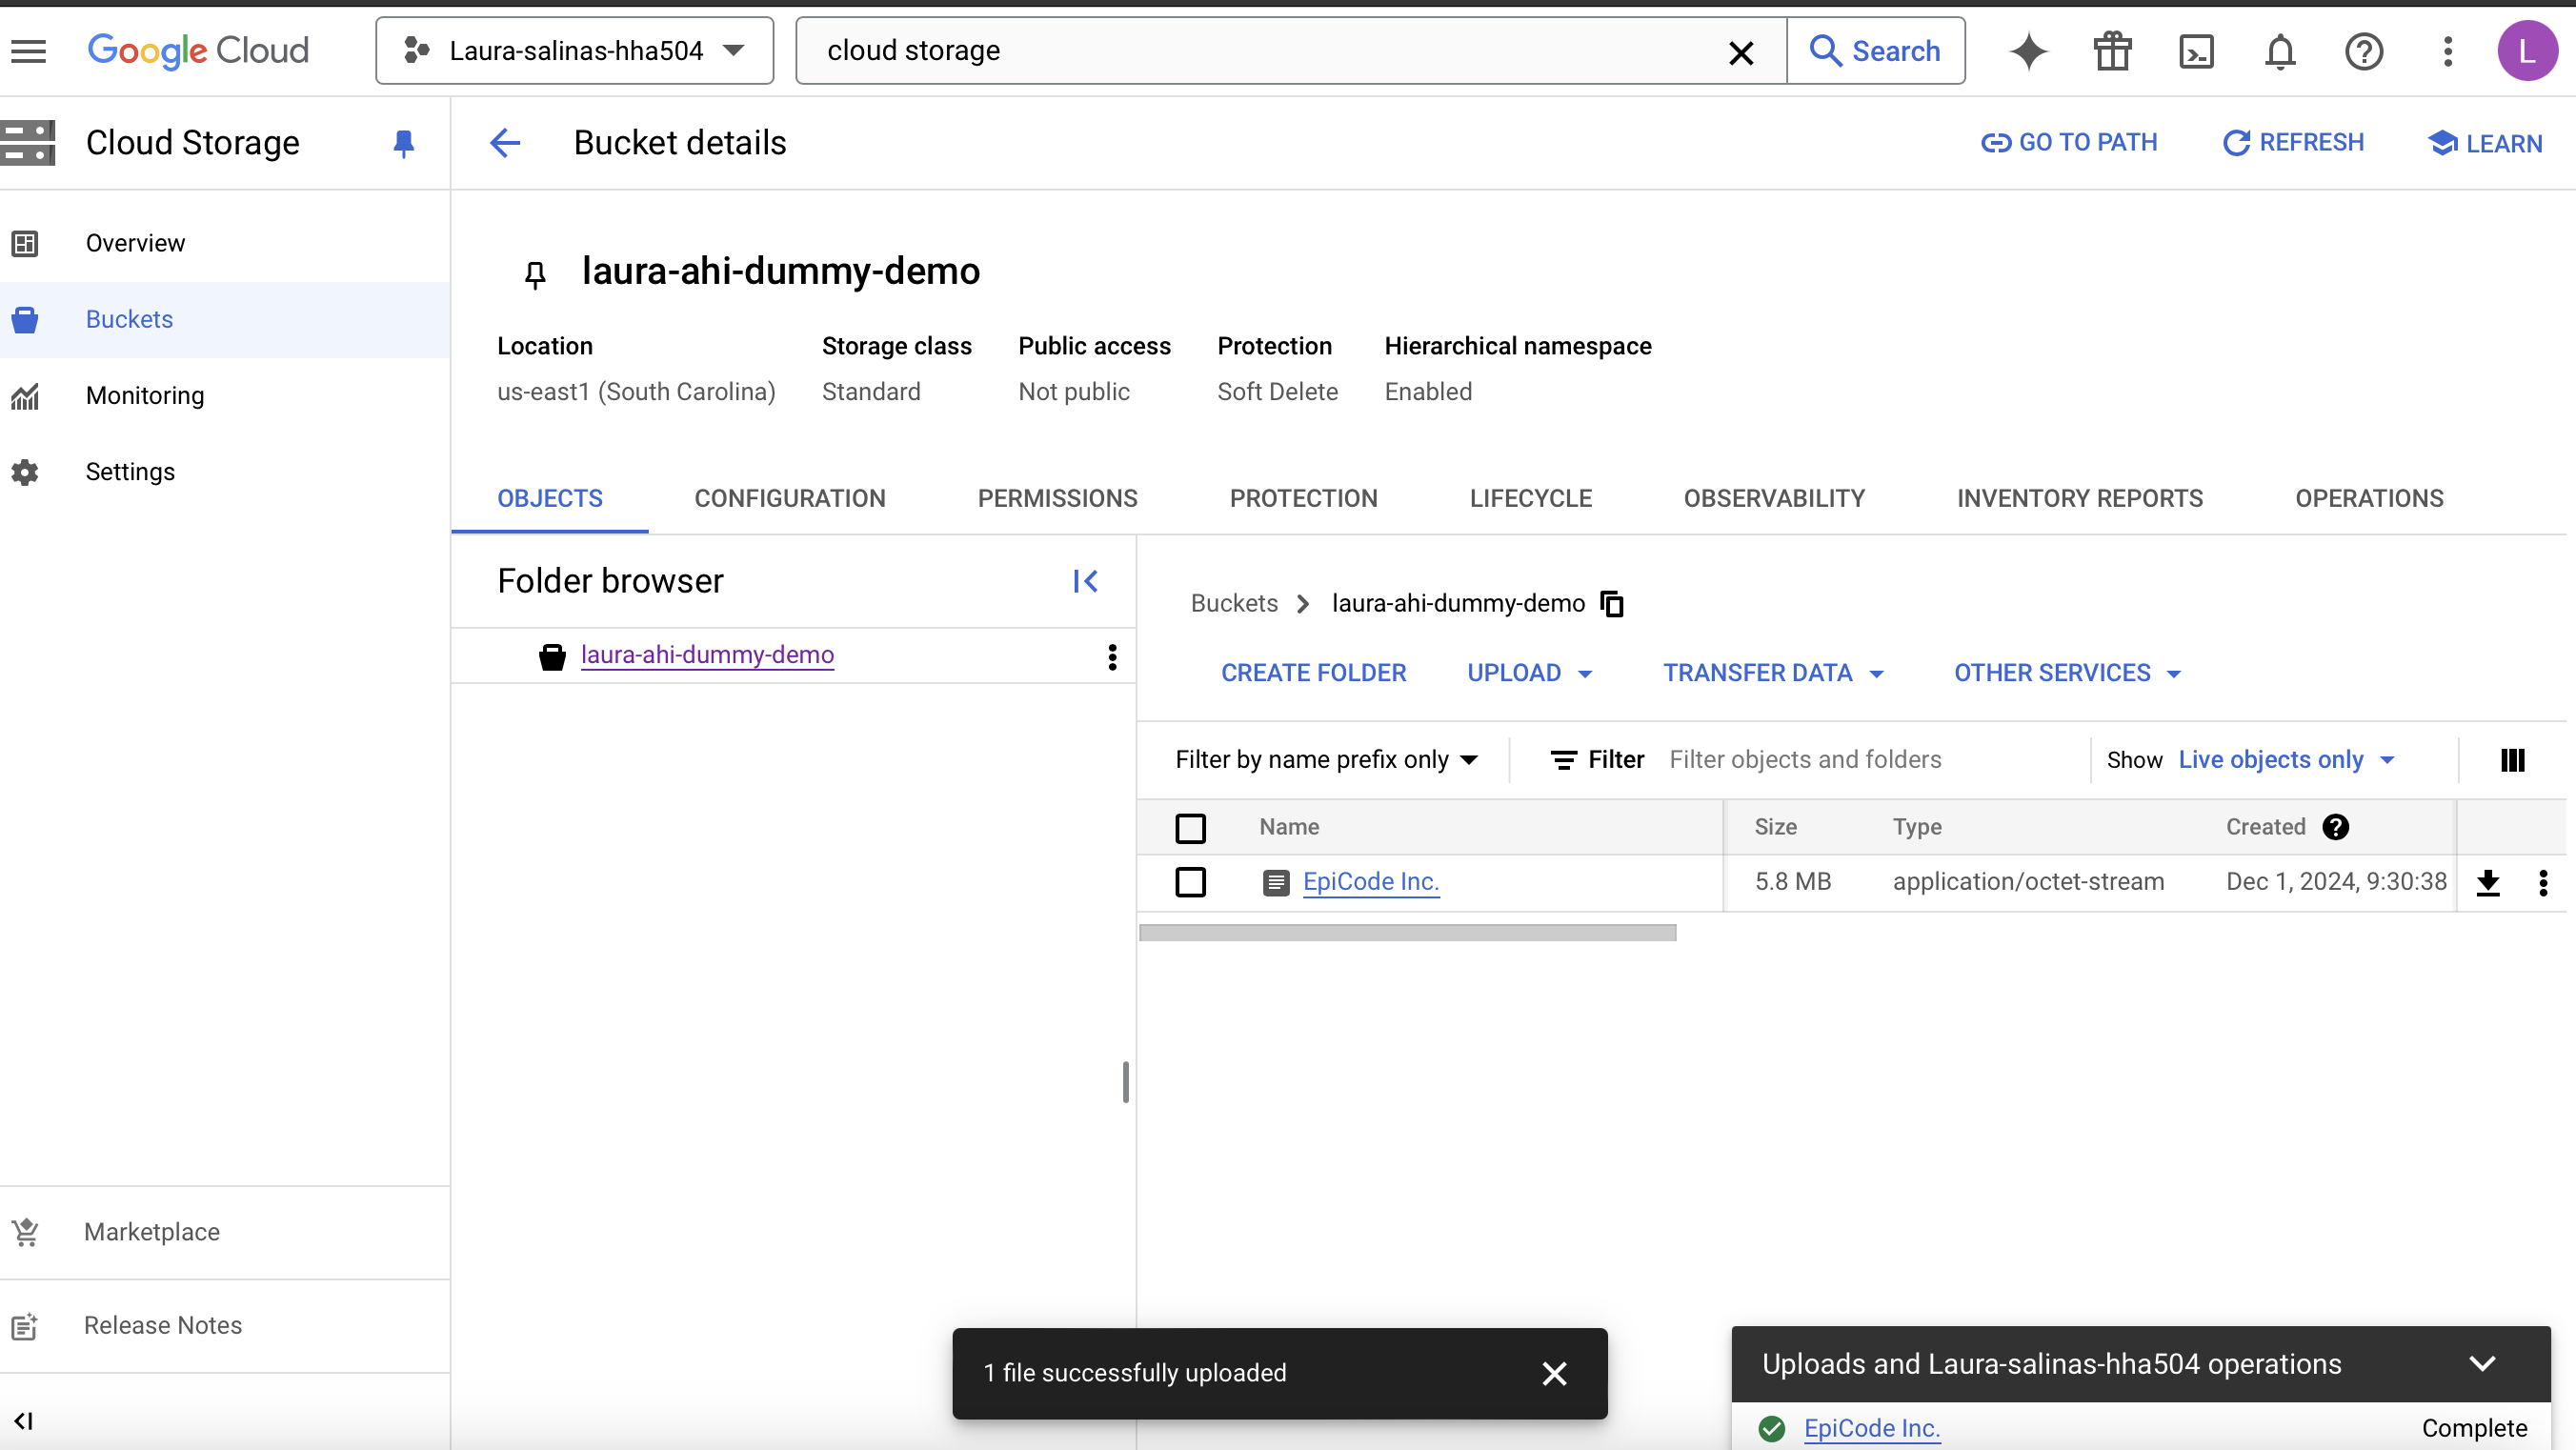 Google Cloud
Laura-salinas-hha504
cloud storage
Search
L
Cloud Storage
Bucket details
GO TO PATH
REFRESH
LEARN
Overview
Buckets
Monitoring
Settings
laura-ahi-dummy-demo
Location Storage class Public access Protection Hierarchical namespace
us-east1 (South Carolina) Standard Not public Soft Delete Enabled
OBJECTS CONFIGURATION PERMISSIONS PROTECTION LIFECYCLE OBSERVABILITY INVENTORY REPORTS OPERATIONS
Folder browser
laura-ahi-dummy-demo
Buckets laura-ahi-dummy-demo
CREATE FOLDER UPLOAD TRANSFER DATA OTHER SERVICES
Filter by name prefix only Filter Filter objects and folders Show Live objects only
Name Size Type Created
EpiCode Inc. 5.8 MB application/octet-stream Dec 1, 2024, 9:30:38
Marketplace
Release Notes
1 file successfully uploaded
Uploads and Laura-salinas-hha504 operations
EpiCode Inc. Complete